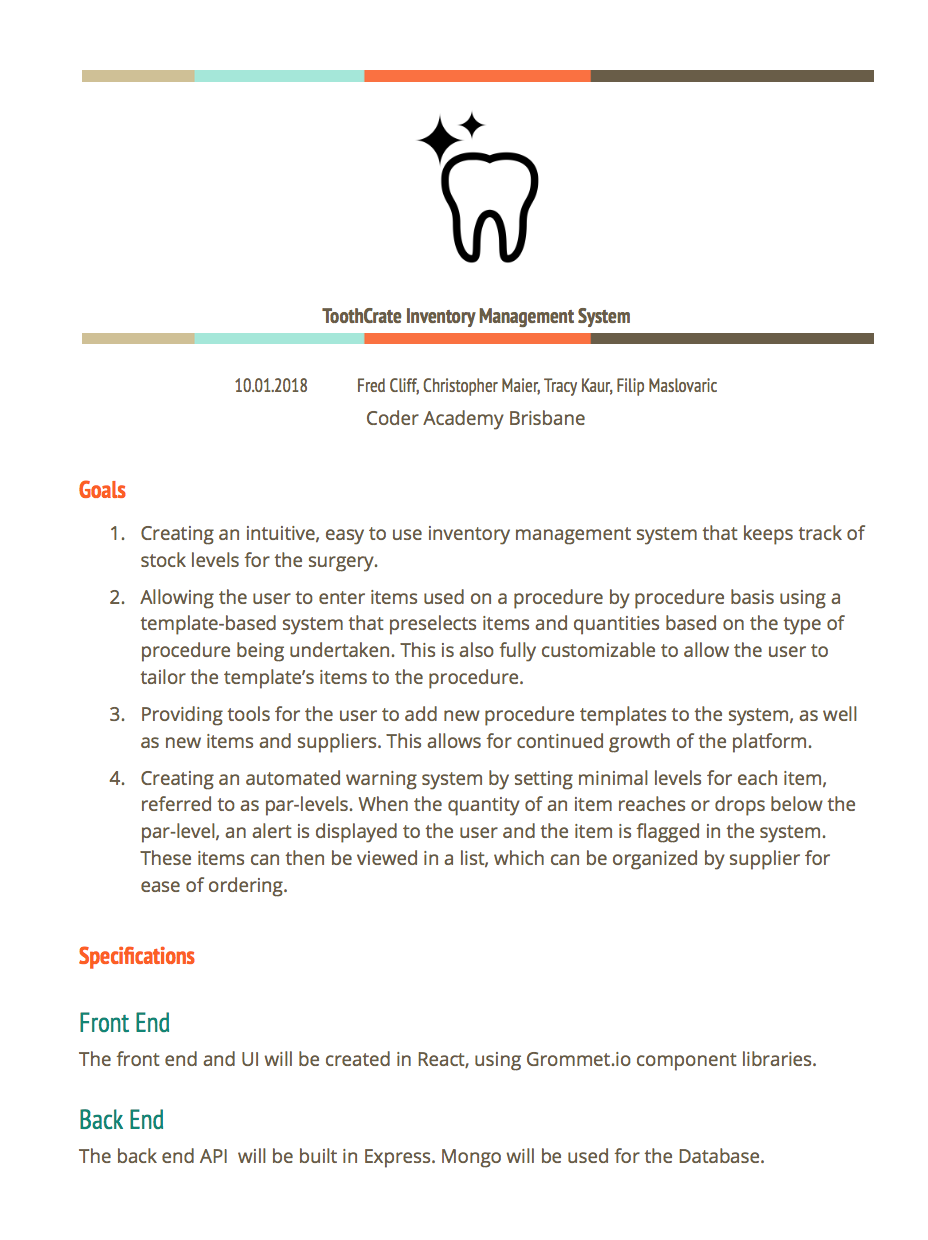 ToothCrate Inventory Management System
10.01.2018 Fred Cliff, Christopher Maier, Tracy Kaur, Filip Maslovaric
Coder Academy Brisbane
Goals
1. Creating an intuitive, easy to use inventory management system that keeps track of
stock levels for the surgery.
2. Allowing the user to enter items used on a procedure by procedure basis using a
template-based system that preselects items and quantities based on the type of
procedure being undertaken. This is also fully customizable to allow the user to
tailor the template’s items to the procedure.
3. Providing tools for the user to add new procedure templates to the system, as well
as new items and suppliers. This allows for continued growth of the platform.
4. Creating an automated warning system by setting minimal levels for each item,
referred to as par-levels. When the quantity of an item reaches or drops below the
par-level, an alert is displayed to the user and the item is flagged in the system.
These items can then be viewed in a list, which can be organized by supplier for
ease of ordering.
Specifications
Front End
The front end and UI will be created in React, using Grommet.io component libraries.
Back End
The back end API  will be built in Express. Mongo will be used for the Database.